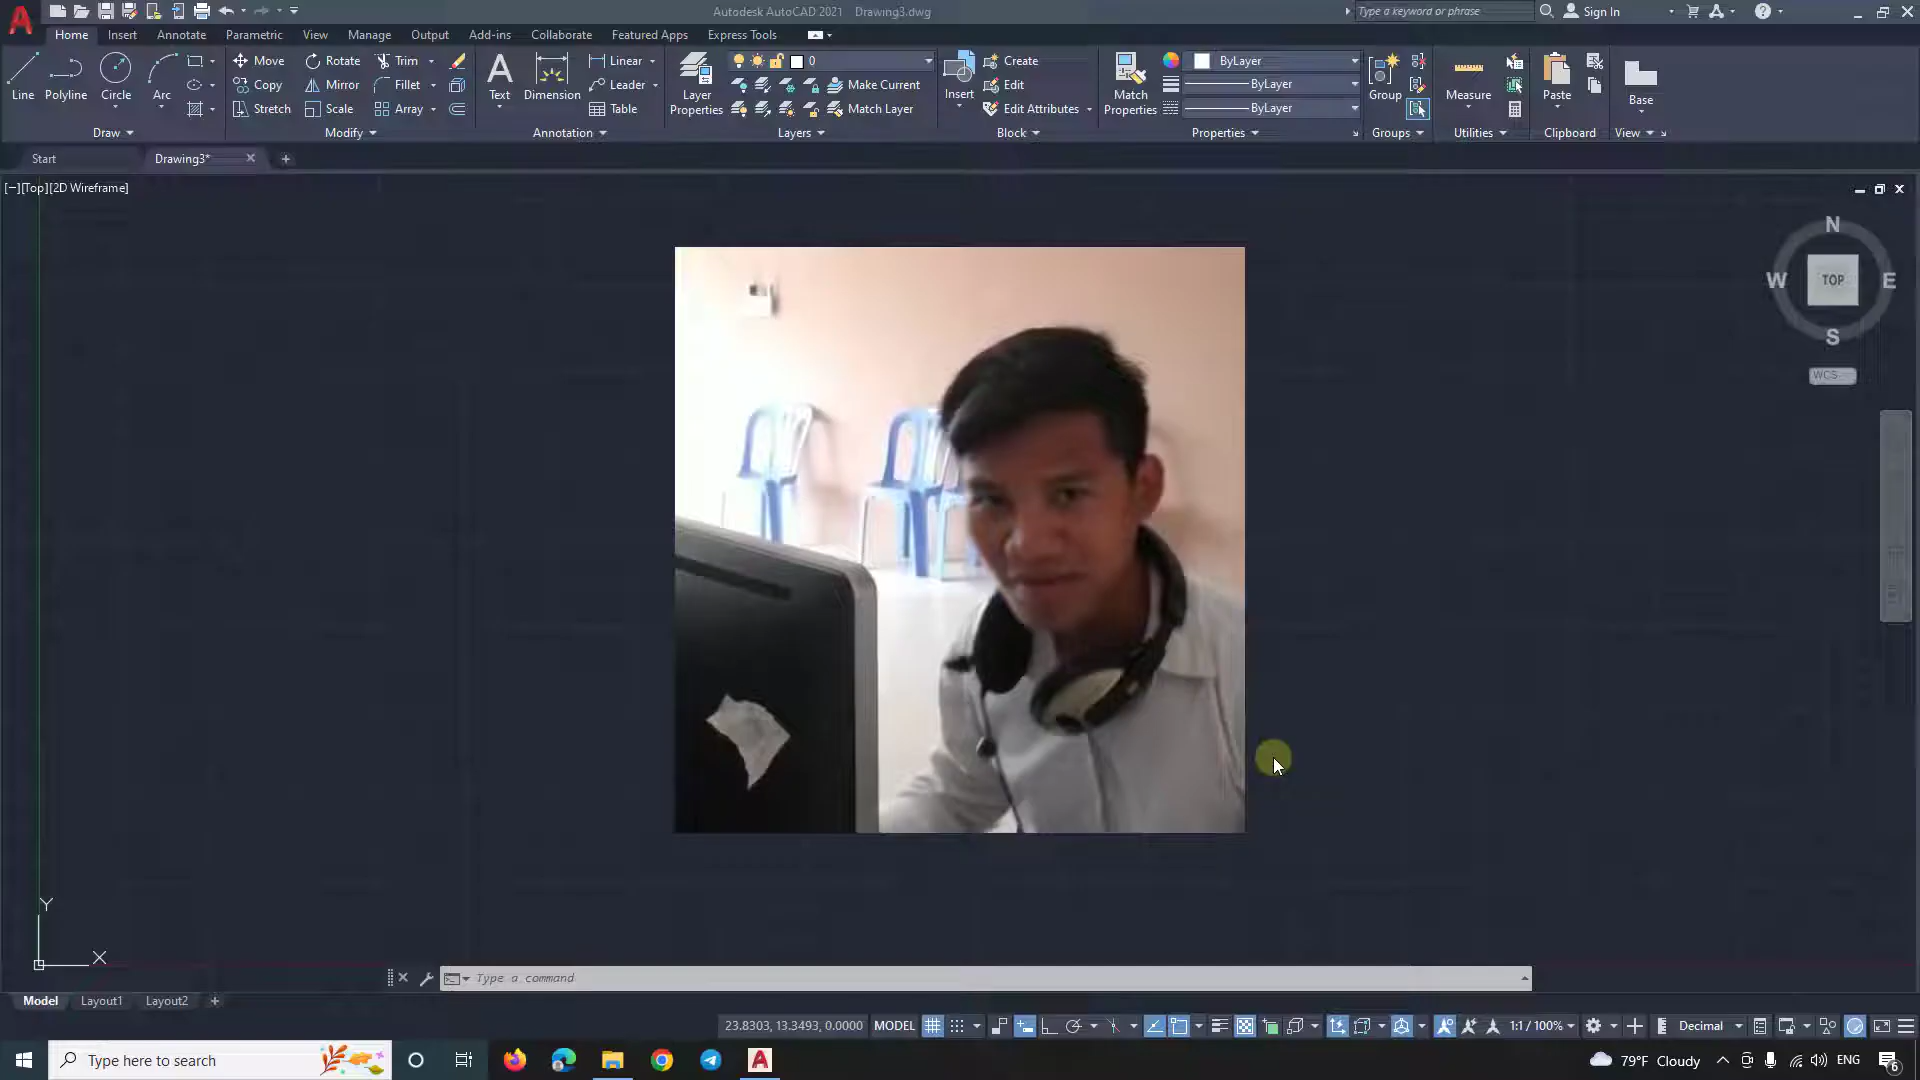 Autodesk AutoCAD 2021 Drawing3.dwg
Type a keyword or phrase
Sign In
Home Insert Annotate Parametric View Manage Output Add-ins Collaborate Featured Apps Express Tools
Line Polyline Circle Arc
Move Rotate Trim
Copy Mirror Fillet
Stretch Scale Array
Text Dimension
Linear
Leader
Table
Layer Properties
0
Make Current
Match Layer
Insert
Create
Edit
Edit Attributes
Match Properties
ByLayer
ByLayer
ByLayer
Group
Measure
Paste
Base
Draw Modify Annotation Layers Block Properties Groups Utilities Clipboard View
Start Drawing3*
[−][Top][2D Wireframe]
N
W TOP E
S
WCS
Y
X
Type a command
Model Layout1 Layout2
23.8303, 13.3493, 0.0000 MODEL 1:1 / 100% Decimal
Type here to search
79°F Cloudy ENG 6